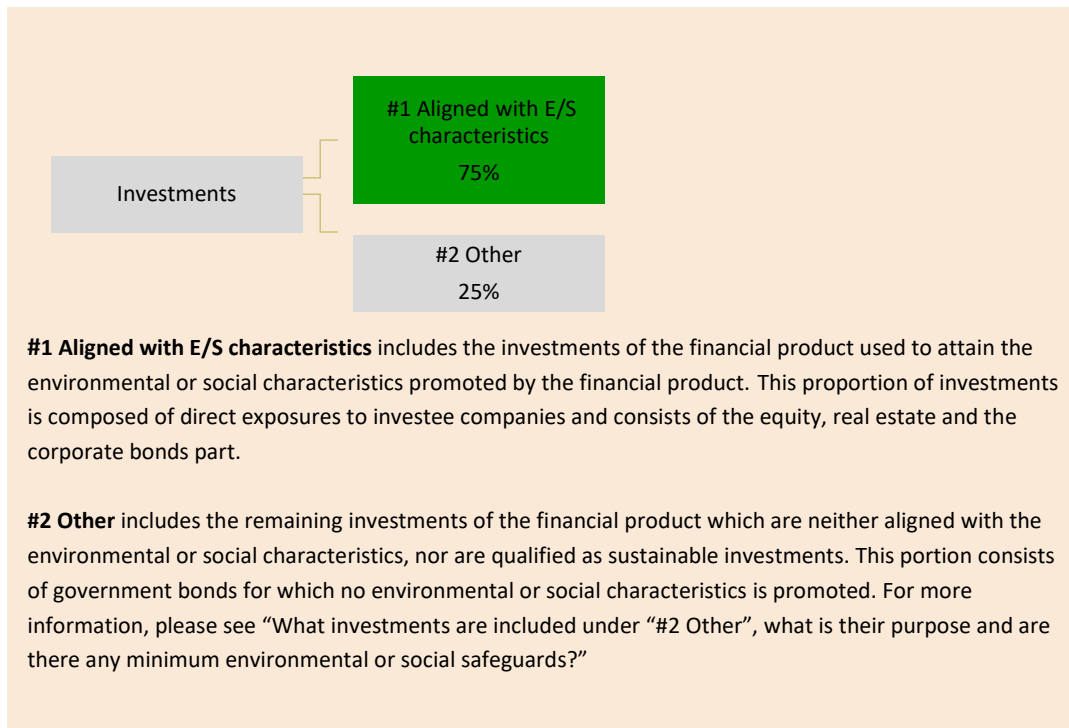 #1 Aligned with E/S
characteristics
75%
Investments
#2 Other
25%
#1 Aligned with E/S characteristics includes the investments of the financial product used to attain the
environmental or social characteristics promoted by the financial product. This proportion of investments
is composed of direct exposures to investee companies and consists of the equity, real estate and the
corporate bonds part.
#2 Other includes the remaining investments of the financial product which are neither aligned with the
environmental or social characteristics, nor are qualified as sustainable investments. This portion consists
of government bonds for which no environmental or social characteristics is promoted. For more
information, please see “What investments are included under “#2 Other”, what is their purpose and are
there any minimum environmental or social safeguards?”